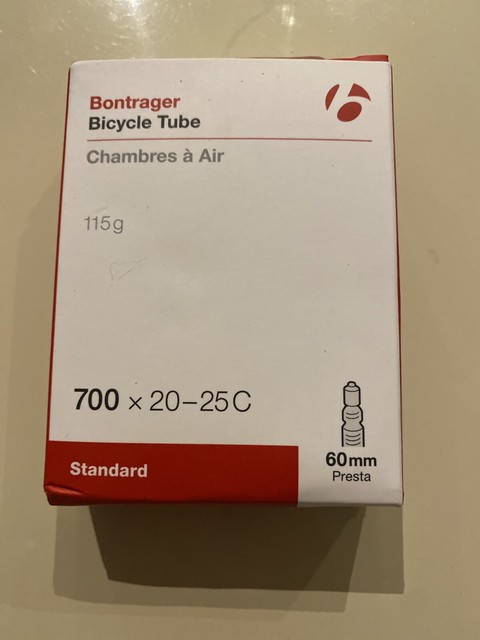 Bontrager
Bicycle Tube
Chambres à Air
115g
700 × 20–25C
Standard
60mm
Presta